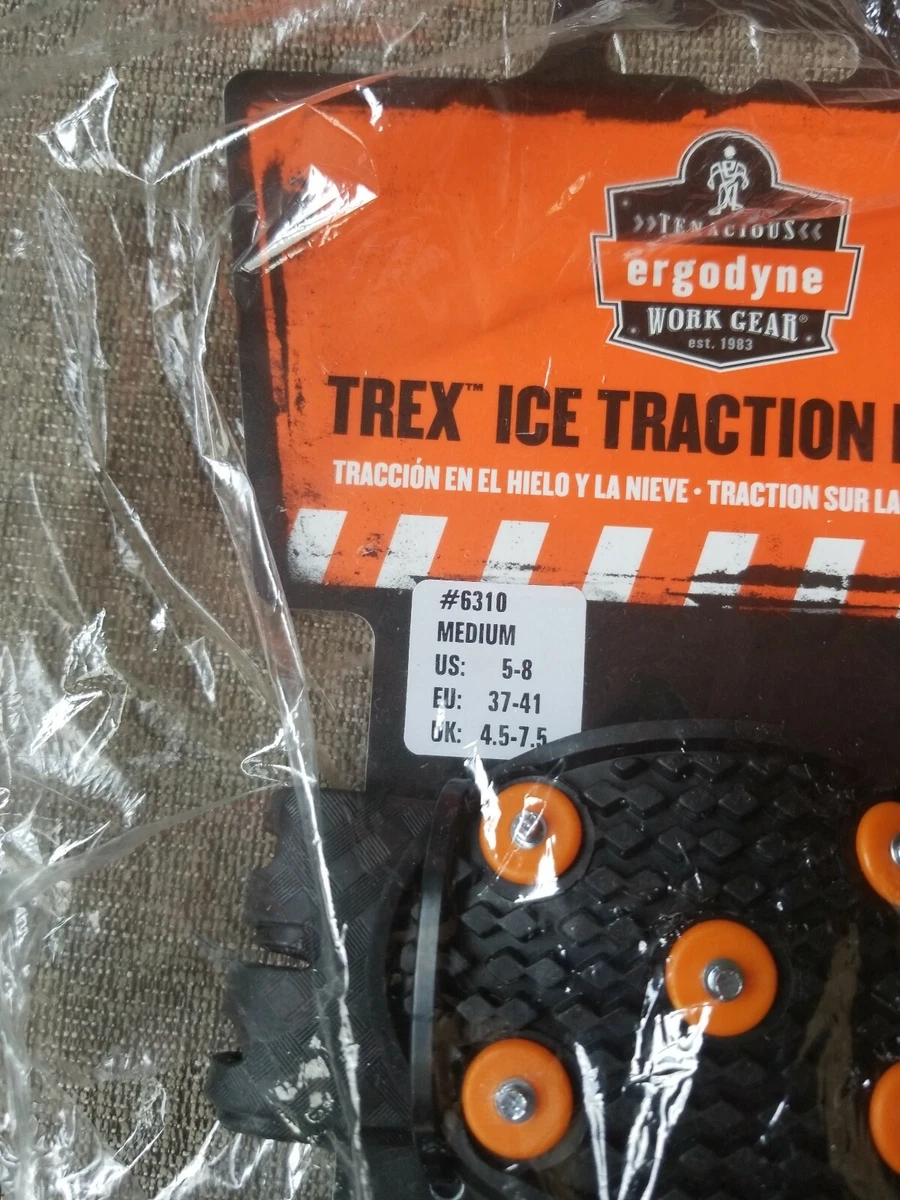 »TENACIOUS«
ergodyne
WORK GEAR®
est. 1983
TREX™ ICE TRACTION
TRACCIÓN EN EL HIELO Y LA NIEVE • TRACTION SUR LA
#6310
MEDIUM
US: 5-8
EU: 37-41
UK: 4.5-7.5